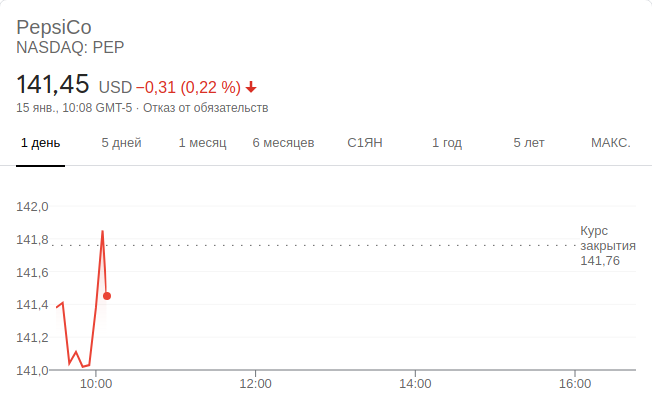 PepsiCo
NASDAQ: PEP
141,45 USD −0,31 (0,22 %)
15 янв., 10:08 GMT-5 · Отказ от обязательств
1 день 5 дней 1 месяц 6 месяцев С1ЯН 1 год 5 лет МАКС.
142,0
141,8
141,6
141,4
141,2
141,0
Курс
закрытия
141,76
10:00 12:00 14:00 16:00